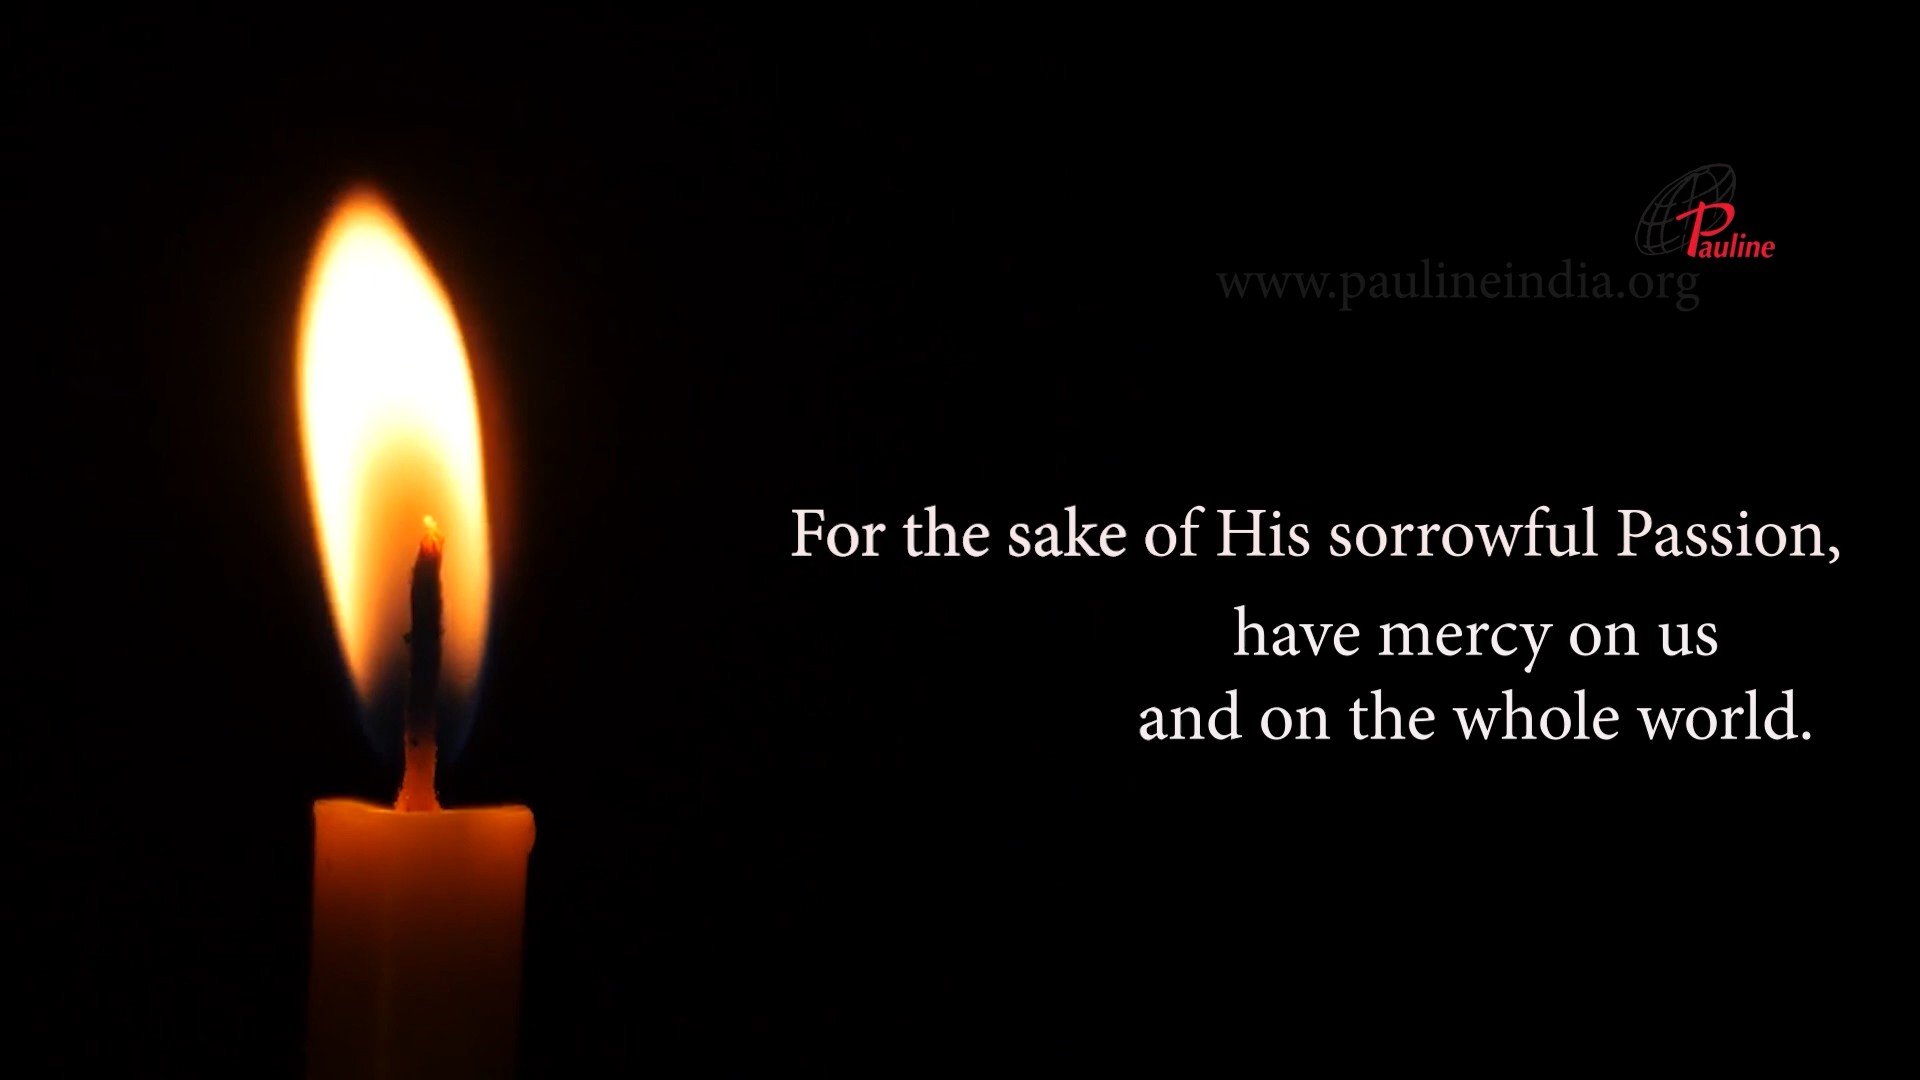 Pauline
www.paulineindia.org
For the sake of His sorrowful Passion,
have mercy on us
and on the whole world.